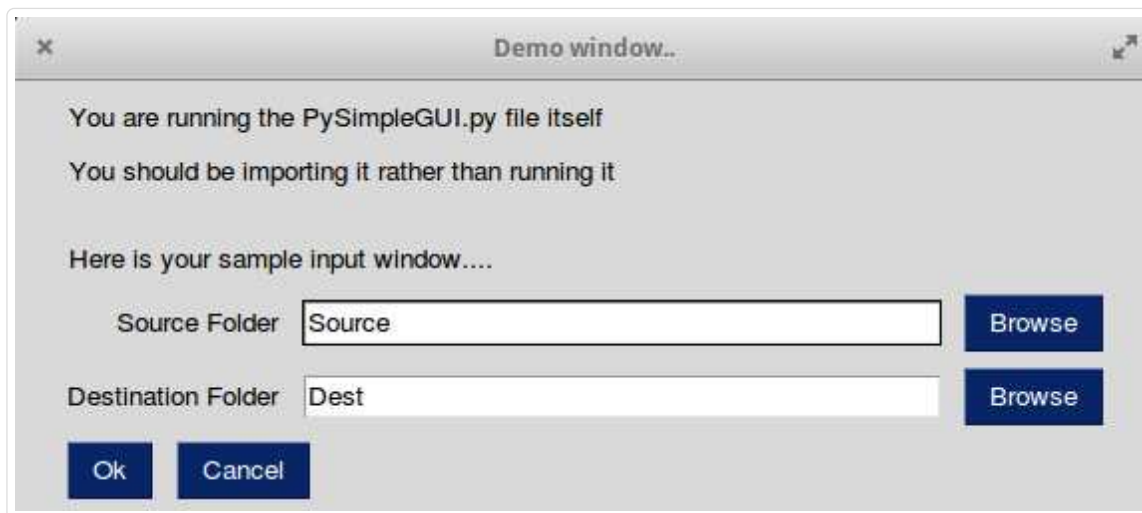 Demo window..
You are running the PySimpleGUI.py file itself
You should be importing it rather than running it
Here is your sample input window....
Source Folder Source Browse
Destination Folder Dest Browse
Ok Cancel